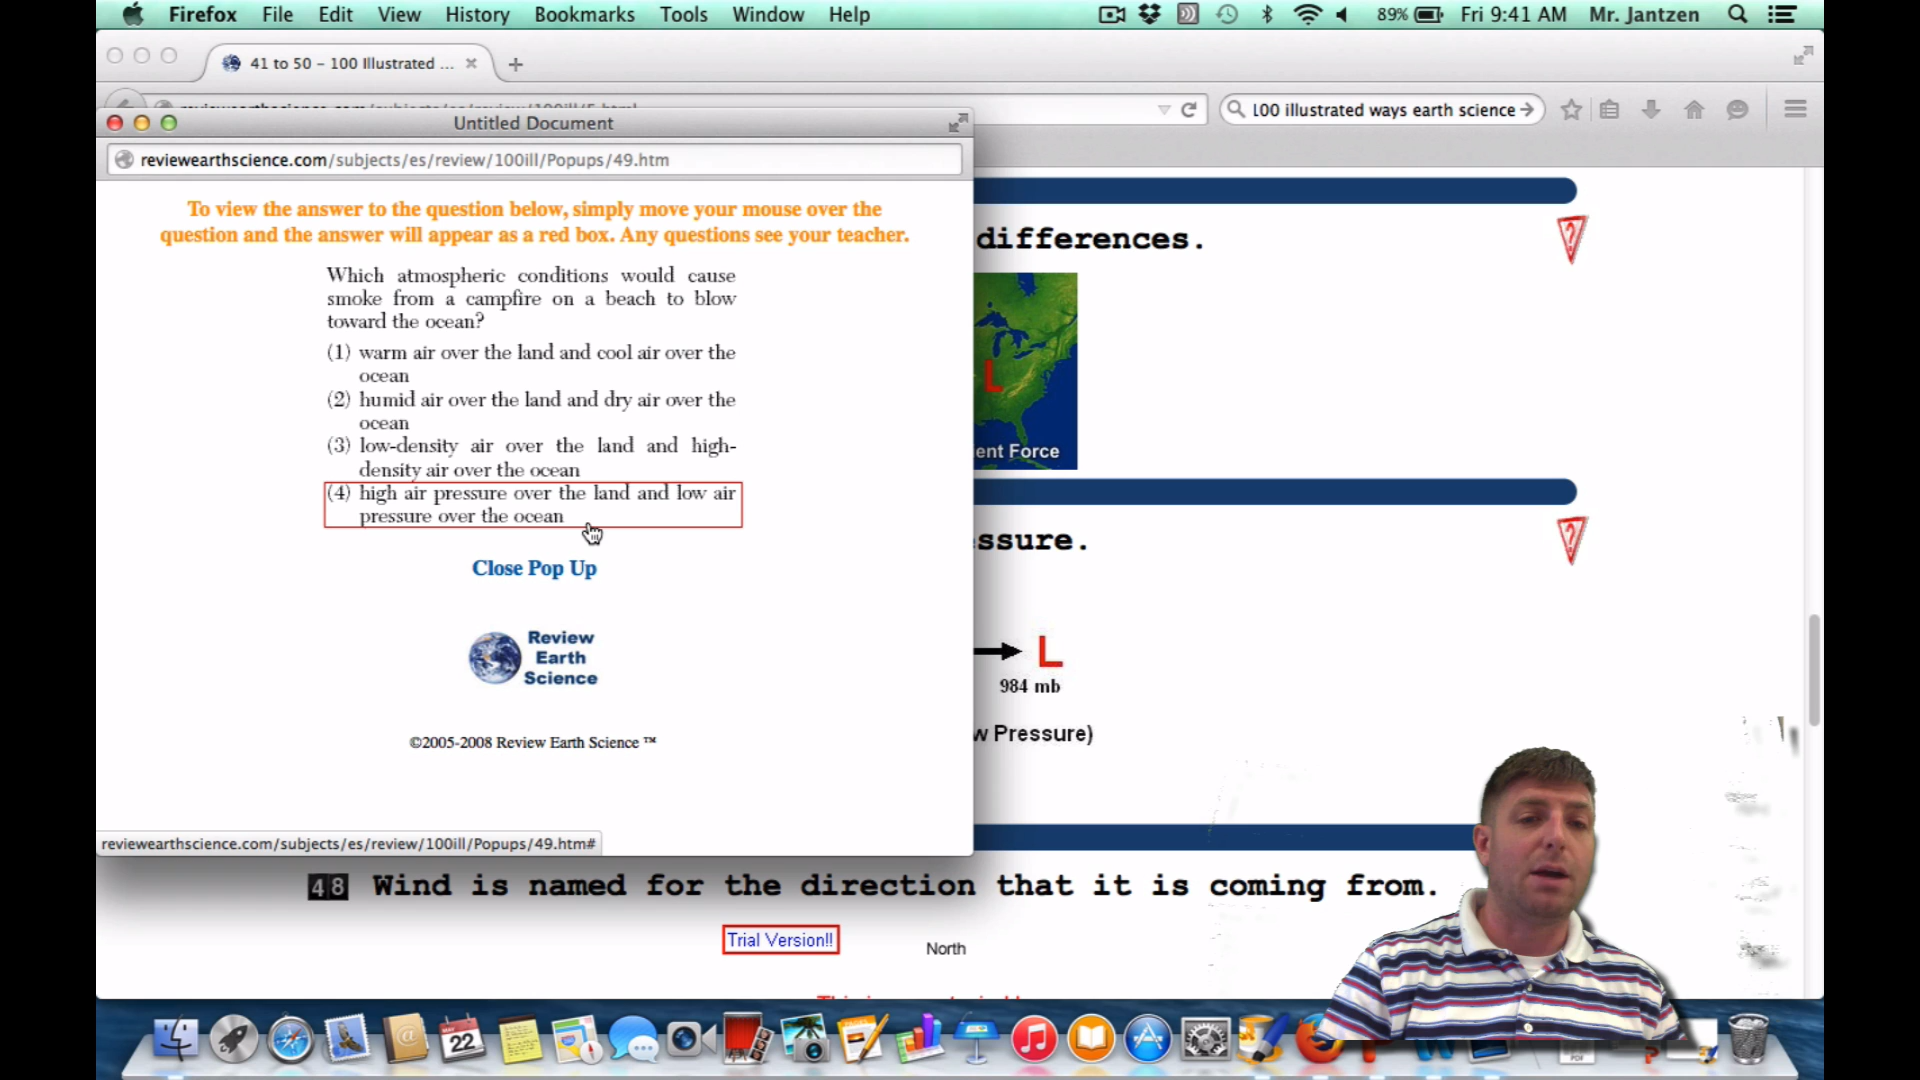 Firefox File Edit View History Bookmarks Tools Window Help 89% Fri 9:41 AM Mr. Jantzen
41 to 50 – 100 Illustrated ...
100 illustrated ways earth science
Untitled Document
reviewearthscience.com/subjects/es/review/100ill/Popups/49.htm
To view the answer to the question below, simply move your mouse over the
question and the answer will appear as a red box. Any questions see your teacher.
Which atmospheric conditions would cause
smoke from a campfire on a beach to blow
toward the ocean?
(1) warm air over the land and cool air over the
ocean
(2) humid air over the land and dry air over the
ocean
(3) low-density air over the land and high-
density air over the ocean
(4) high air pressure over the land and low air
pressure over the ocean
Close Pop Up
Review
Earth
Science
©2005-2008 Review Earth Science ™
reviewearthscience.com/subjects/es/review/100ill/Popups/49.htm#
differences.
L
ent Force
ssure.
L
984 mb
w Pressure)
48 Wind is named for the direction that it is coming from.
Trial Version!!
North
22